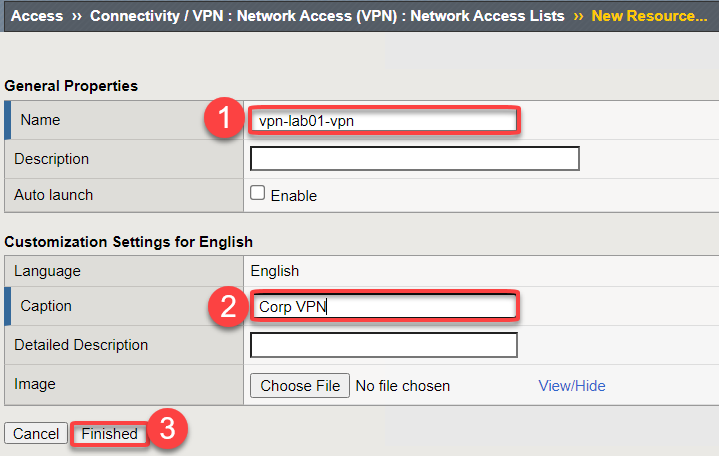 Access ›› Connectivity / VPN : Network Access (VPN) : Network Access Lists ›› New Resource...
General Properties
Name 1 vpn-lab01-vpn
Description
Auto launch Enable
Customization Settings for English
Language English
Caption 2 Corp VPN
Detailed Description
Image Choose File No file chosen View/Hide
Cancel Finished 3